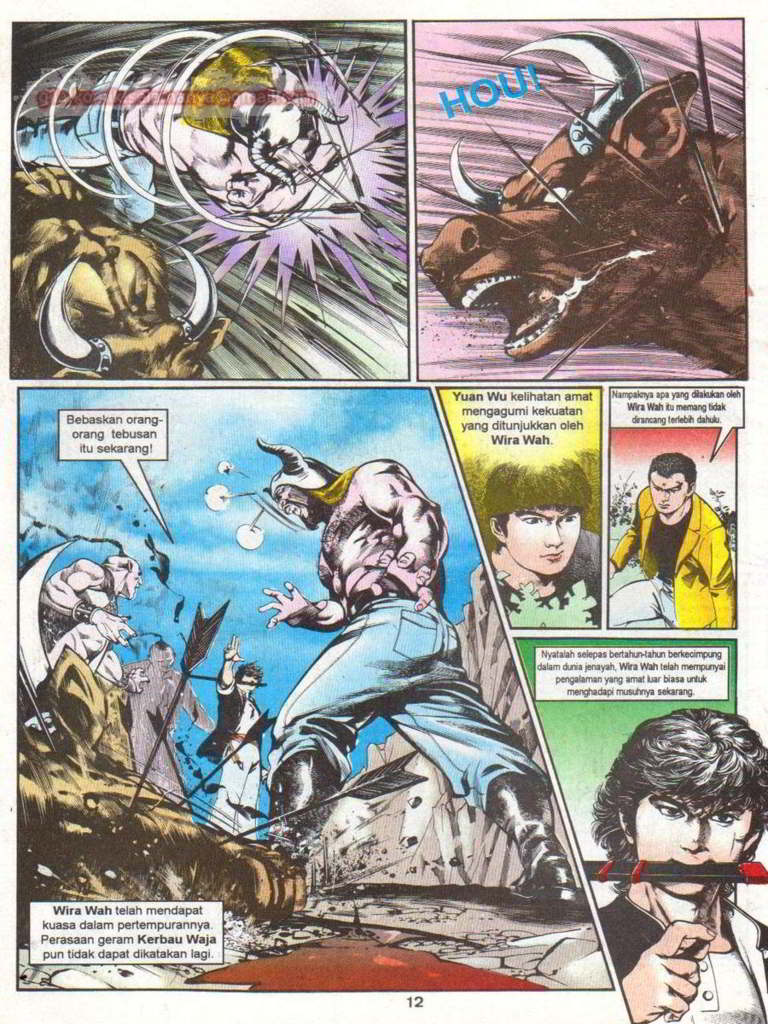 HOU!
Bebaskan orang-
orang tebusan
itu sekarang!
Yuan Wu kelihatan amat
mengagumi kekuatan
yang ditunjukkan oleh
Wira Wah.
Nampaknya apa yang dilakukan oleh
Wira Wah itu memang tidak
dirancang terlebih dahulu.
Nyatalah selepas bertahun-tahun berkecimpung
dalam dunia jenayah, Wira Wah telah mempunyai
pengalaman yang amat luar biasa untuk
menghadapi musuhnya sekarang.
Wira Wah telah mendapat
kuasa dalam pertempurannya.
Perasaan geram Kerbau Waja
pun tidak dapat dikatakan lagi.
12